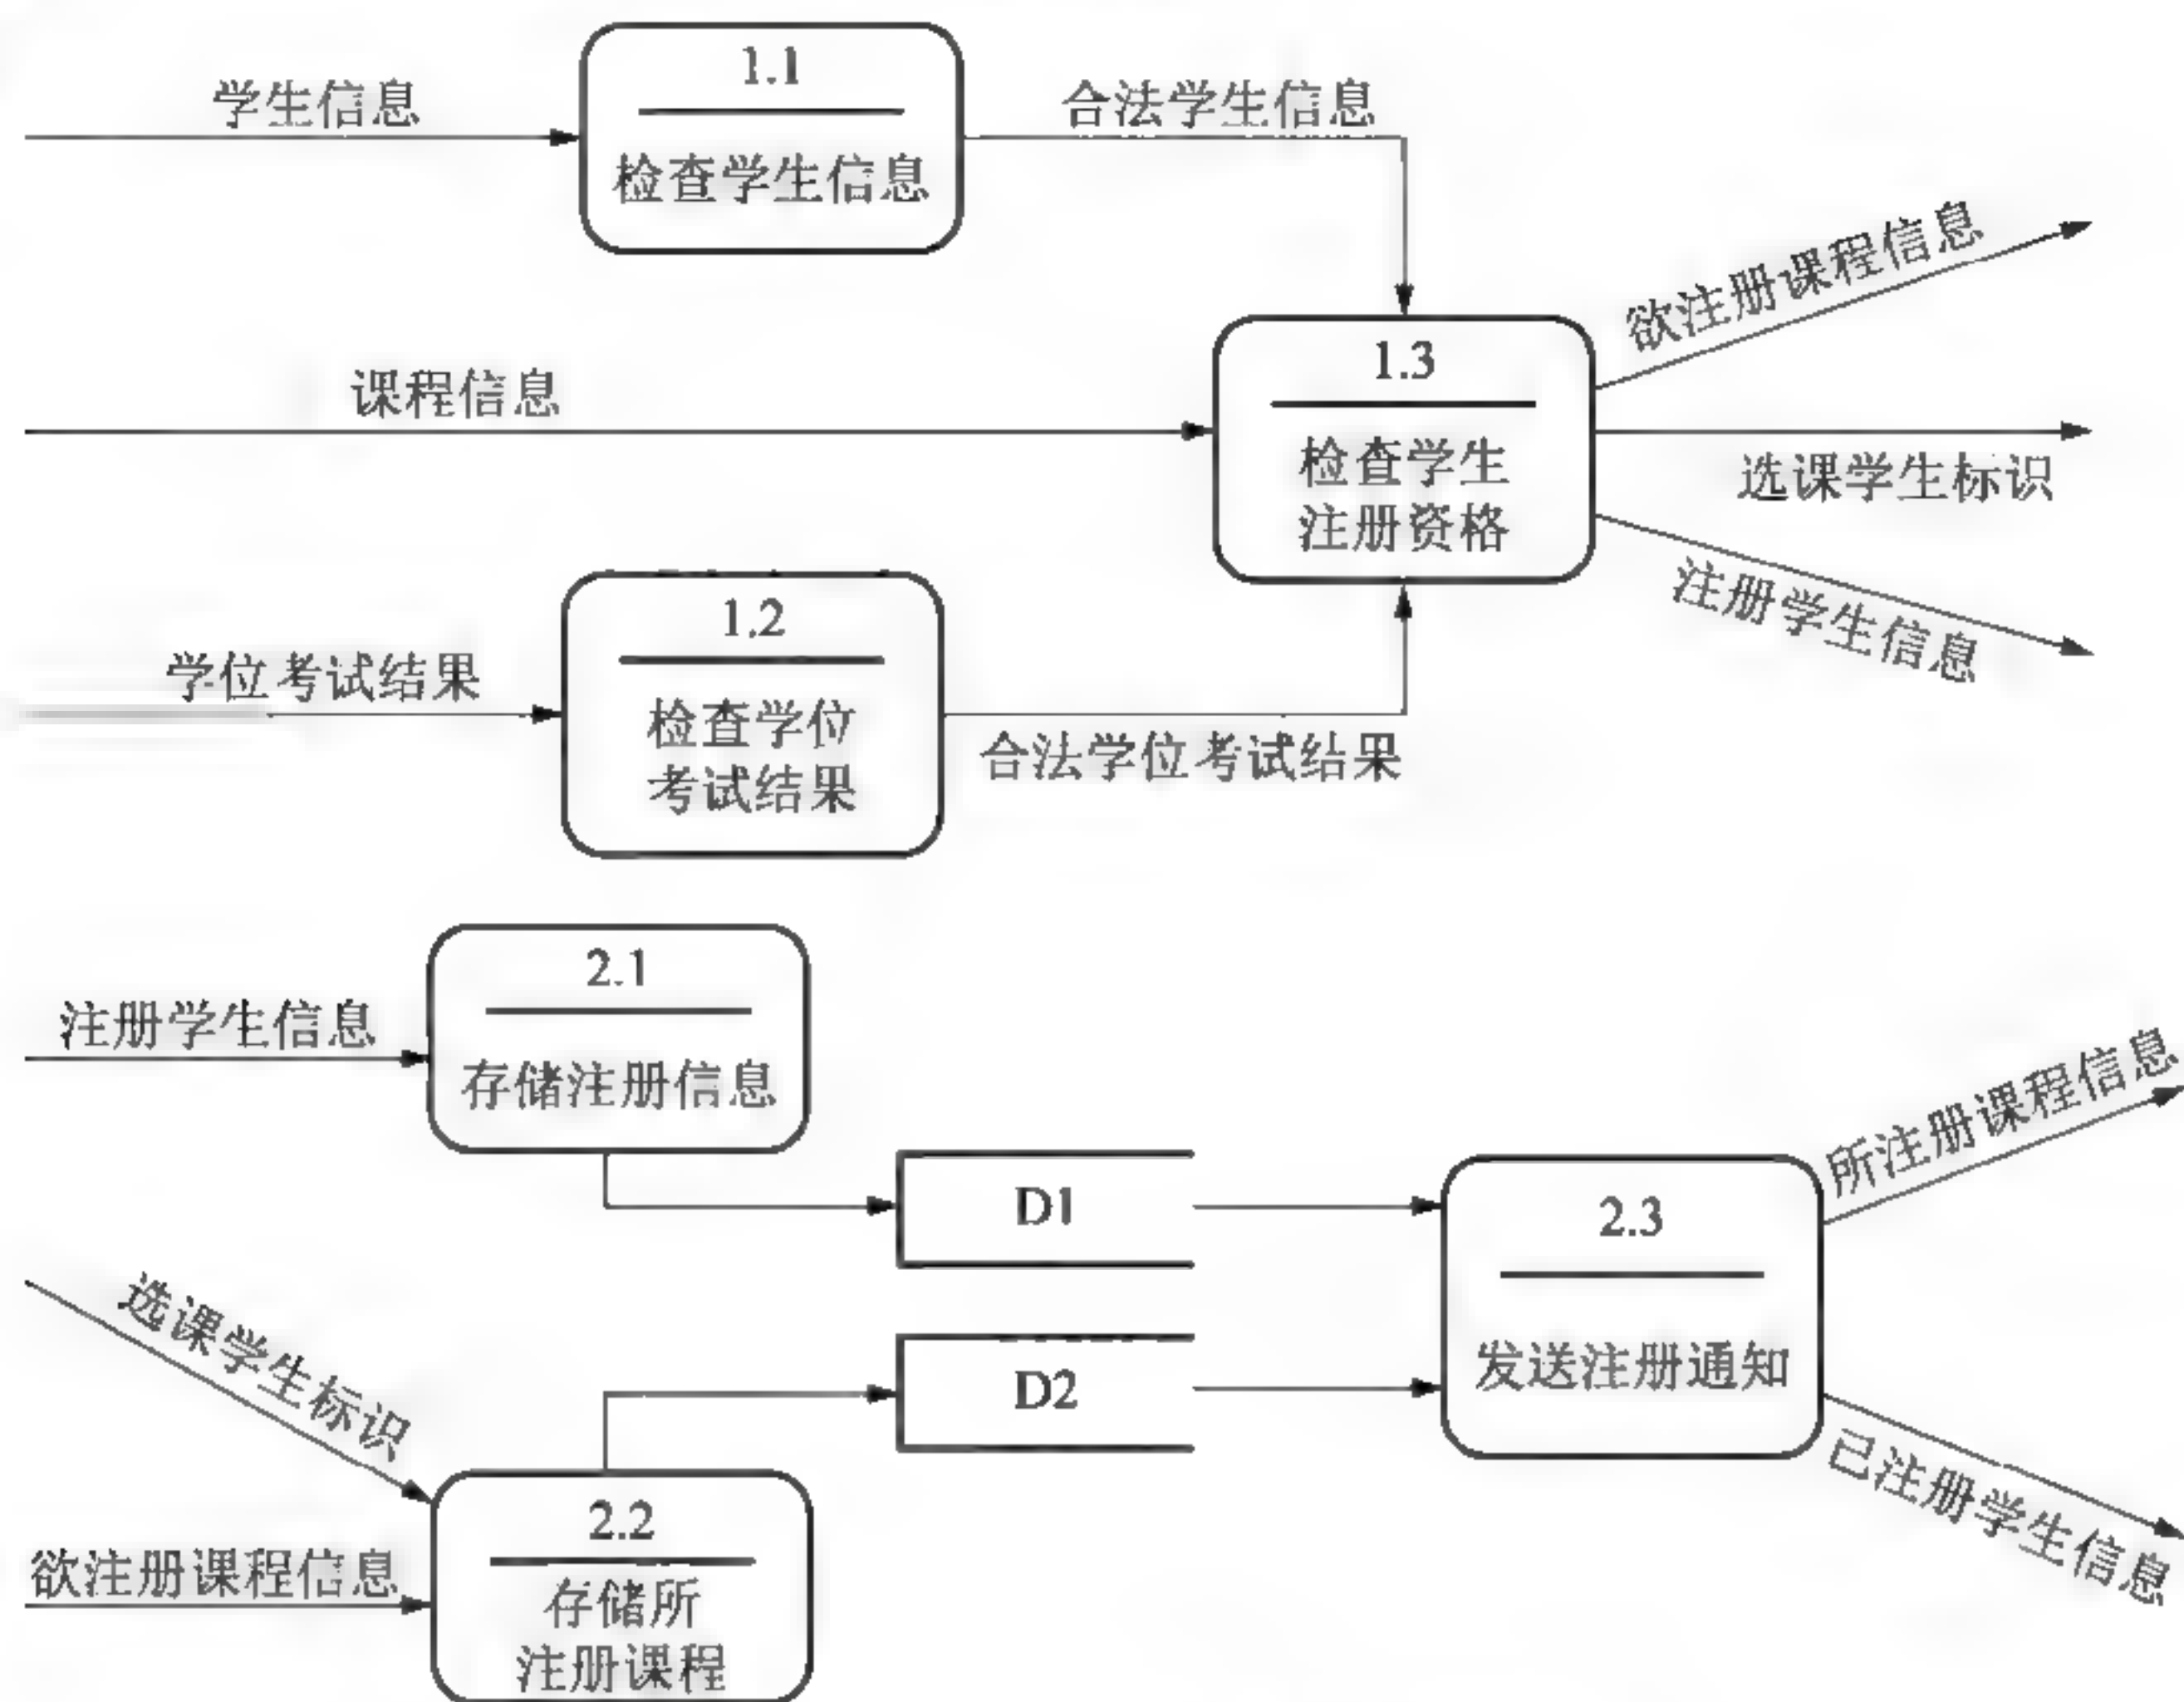 学生信息
1.1
检查学生信息
合法学生信息
课程信息
1.3
检查学生
注册资格
欲注册课程信息
选课学生标识
注册学生信息
学位考试结果
1.2
检查学位
考试结果
合法学位考试结果
注册学生信息
2.1
存储注册信息
D1
选课学生标识
D2
欲注册课程信息
2.2
存储所
注册课程
2.3
发送注册通知
所注册课程信息
已注册学生信息